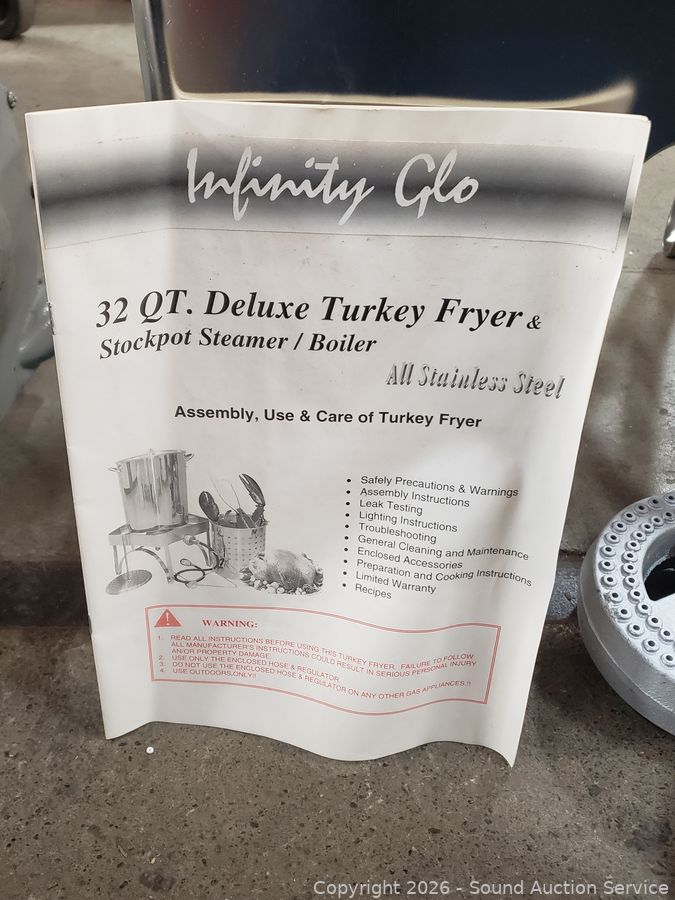 Infinity Glo
32 QT. Deluxe Turkey Fryer &
Stockpot Steamer / Boiler
All Stainless Steel
Assembly, Use & Care of Turkey Fryer
• Safely Precautions & Warnings
• Assembly Instructions
• Leak Testing
• Lighting Instructions
• Troubleshooting
• General Cleaning and Maintenance
• Enclosed Accessories
• Preparation and Cooking Instructions
• Limited Warranty
• Recipes
! WARNING:
1. READ ALL INSTRUCTIONS BEFORE USING THIS TURKEY FRYER. FAILURE TO FOLLOW
ALL MANUFACTURER'S INSTRUCTIONS COULD RESULT IN SERIOUS PERSONAL INJURY
AN/OR PROPERTY DAMAGE.
2. USE ONLY THE ENCLOSED HOSE & REGULATOR
3. DO NOT USE THE ENCLOSED HOSE & REGULATOR ON ANY OTHER GAS APPLIANCES.!!
4. USE OUTDOORS,ONLY!!
Copyright 2026 - Sound Auction Service